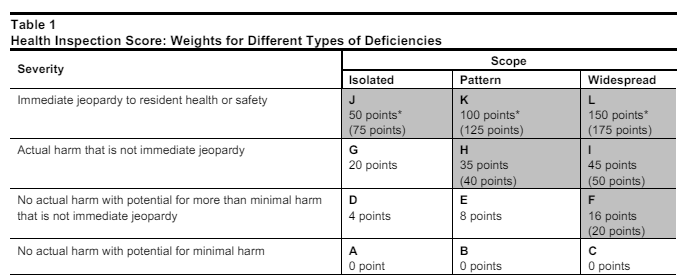 Table 1
Health Inspection Score: Weights for Different Types of Deficiencies
Severity
Scope
Isolated Pattern Widespread
Immediate jeopardy to resident health or safety
J
50 points*
(75 points)
K
100 points*
(125 points)
L
150 points*
(175 points)
Actual harm that is not immediate jeopardy
G
20 points
H
35 points
(40 points)
I
45 points
(50 points)
No actual harm with potential for more than minimal harm
that is not immediate jeopardy
D
4 points
E
8 points
F
16 points
(20 points)
No actual harm with potential for minimal harm
A
0 point
B
0 points
C
0 points